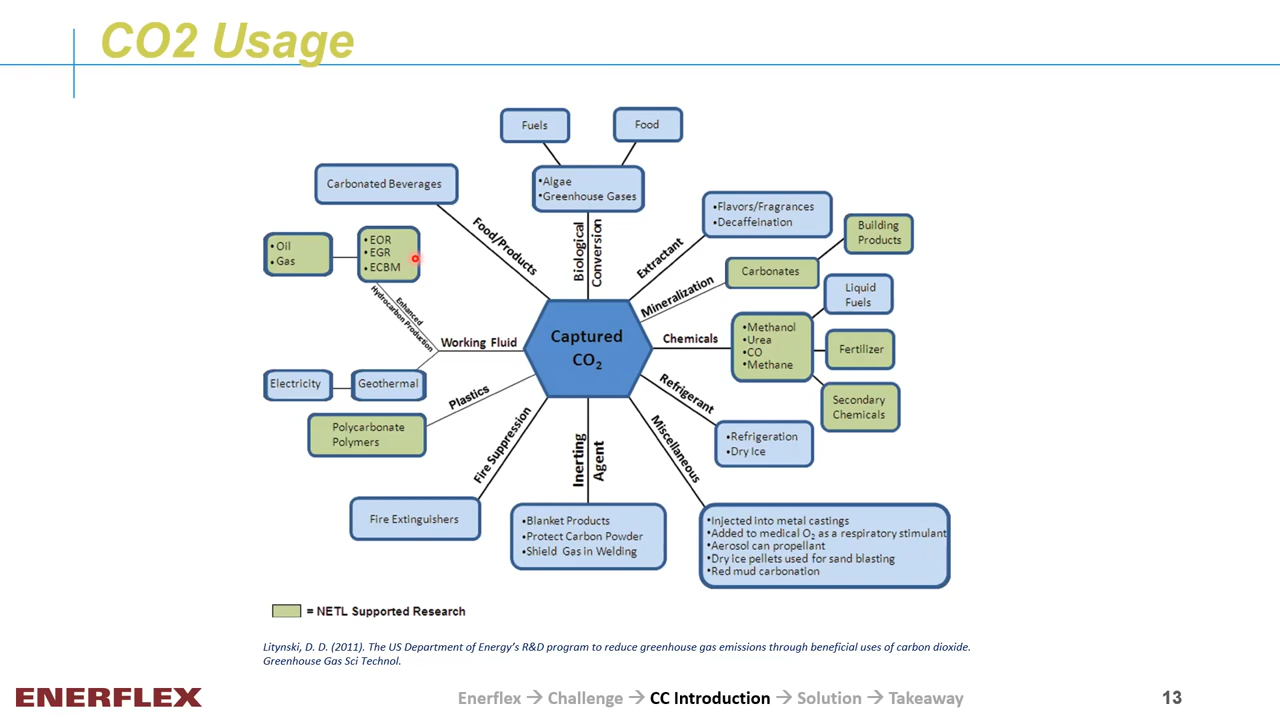 CO2 Usage
Fuels
Food
•Algae
•Greenhouse Gases
Carbonated Beverages
•Flavors/Fragrances
•Decaffeination
Building
Products
• Oil
• Gas
• EOR
• EGR
• ECBM
Food/Products
Biological
Conversion
Extractant
Mineralization
Carbonates
Liquid
Fuels
Enhanced
Hydrocarbon Production
Working Fluid
Captured
CO2
Chemicals
•Methanol
•Urea
•CO
•Methane
Fertilizer
Electricity
Geothermal
Plastics
Refrigerant
Secondary
Chemicals
Polycarbonate
Polymers
Fire Suppression
Inerting
Agent
Miscellaneous
•Refrigeration
•Dry Ice
Fire Extinguishers
•Blanket Products
•Protect Carbon Powder
•Shield Gas in Welding
•Injected into metal castings
•Added to medical O2 as a respiratory stimulant
•Aerosol can propellant
•Dry ice pellets used for sand blasting
•Red mud carbonation
= NETL Supported Research
Litynski, D. D. (2011). The US Department of Energy's R&D program to reduce greenhouse gas emissions through beneficial uses of carbon dioxide.
Greenhouse Gas Sci Technol.
ENERFLEX
Enerflex → Challenge → CC Introduction → Solution → Takeaway
13